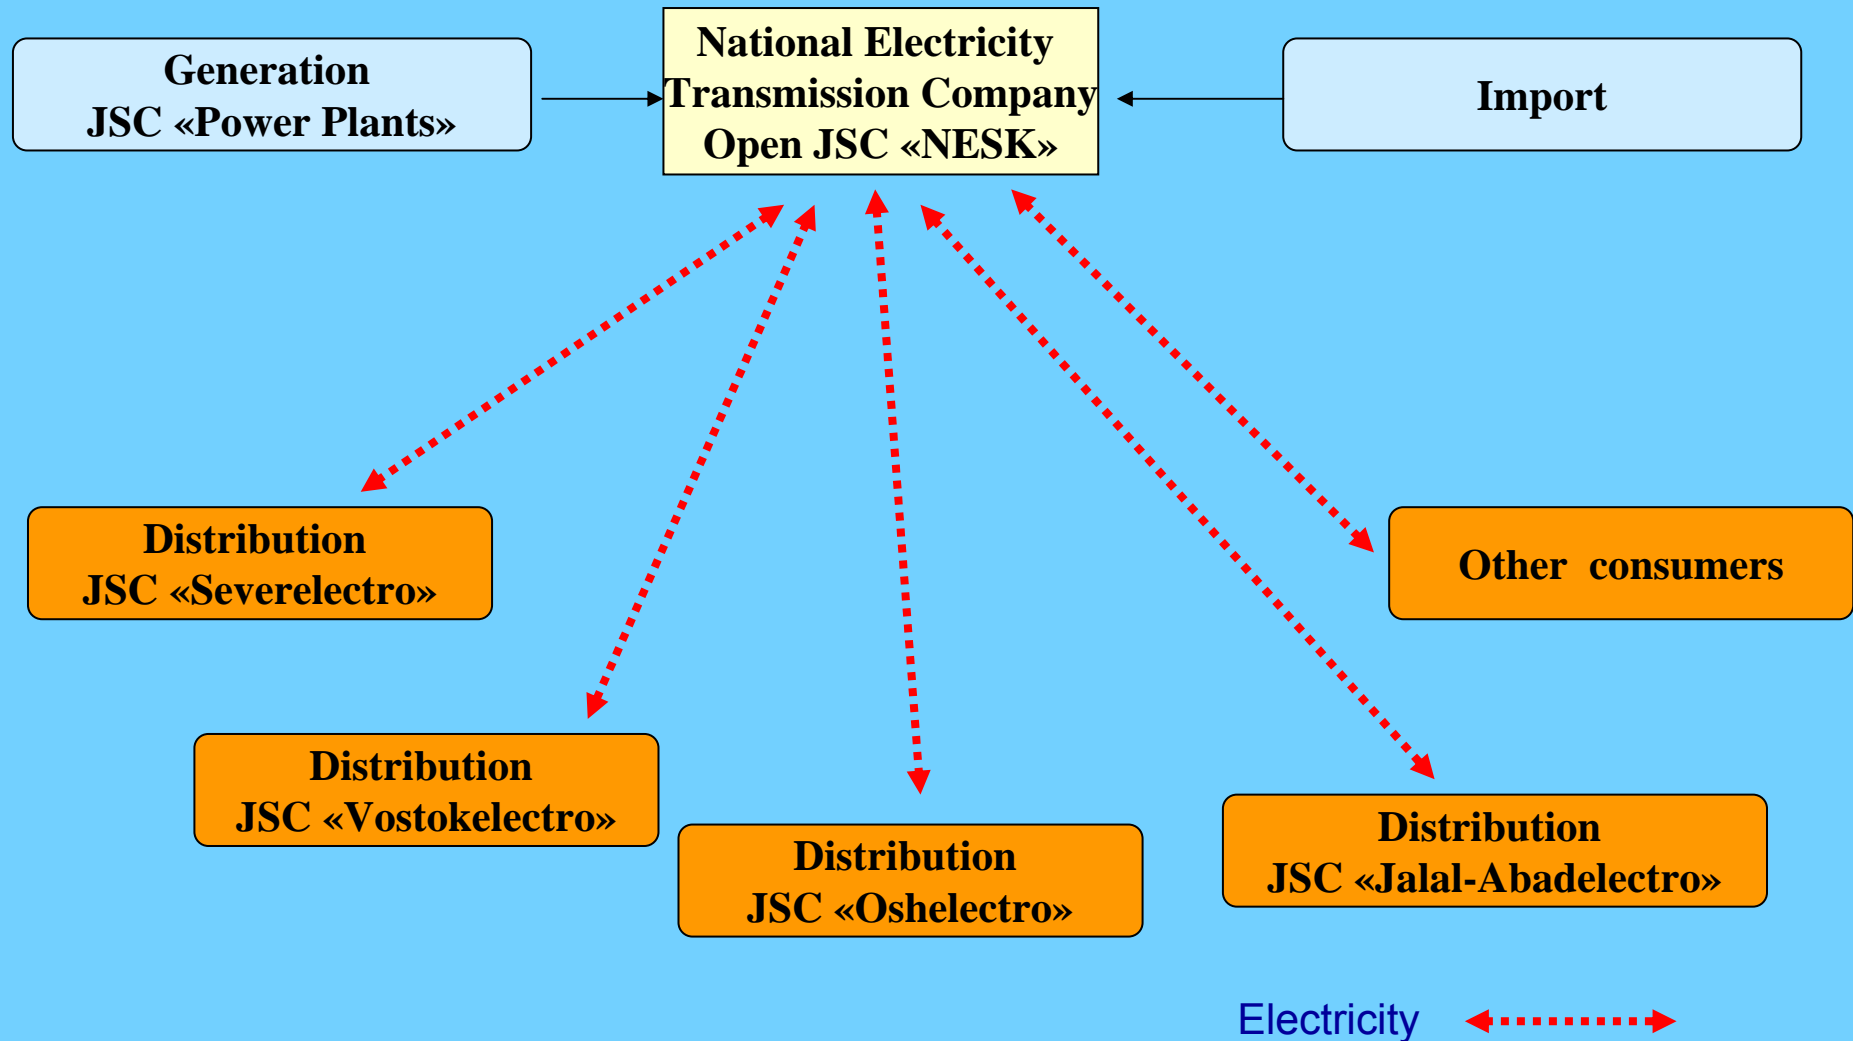 Generation
JSC «Power Plants»
National Electricity
Transmission Company
Open JSC «NESK»
Import
Distribution
JSC «Severelectro»
Other consumers
Distribution
JSC «Vostokelectro»
Distribution
JSC «Oshelectro»
Distribution
JSC «Jalal-Abadelectro»
Electricity